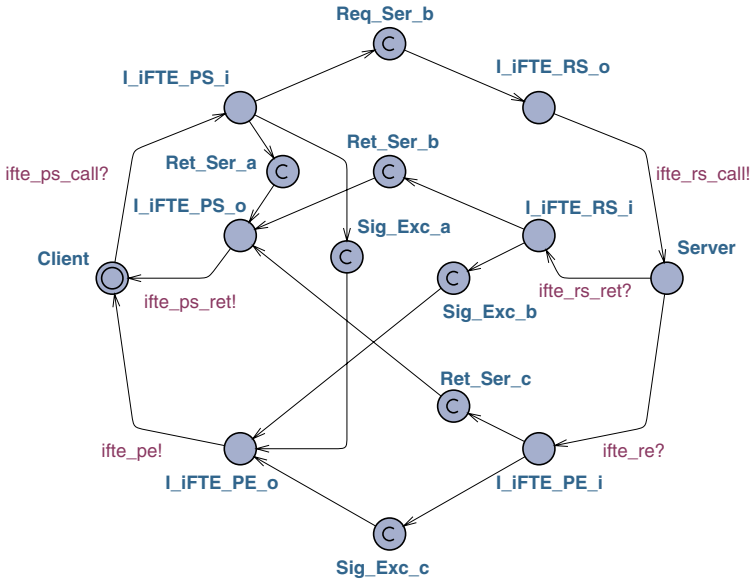 Req_Ser_b
I_iFTE_RS_o
I_iFTE_PS_i
Ret_Ser_b
Ret_Ser_a
ifte_ps_call?
ifte_rs_call!
I_iFTE_PS_o
I_iFTE_RS_i
Sig_Exc_a
Client
Server
ifte_ps_ret!
ifte_rs_ret?
Sig_Exc_b
Ret_Ser_c
ifte_pe!
ifte_re?
I_iFTE_PE_o
I_iFTE_PE_i
Sig_Exc_c
C
C
C
C
C
C
C